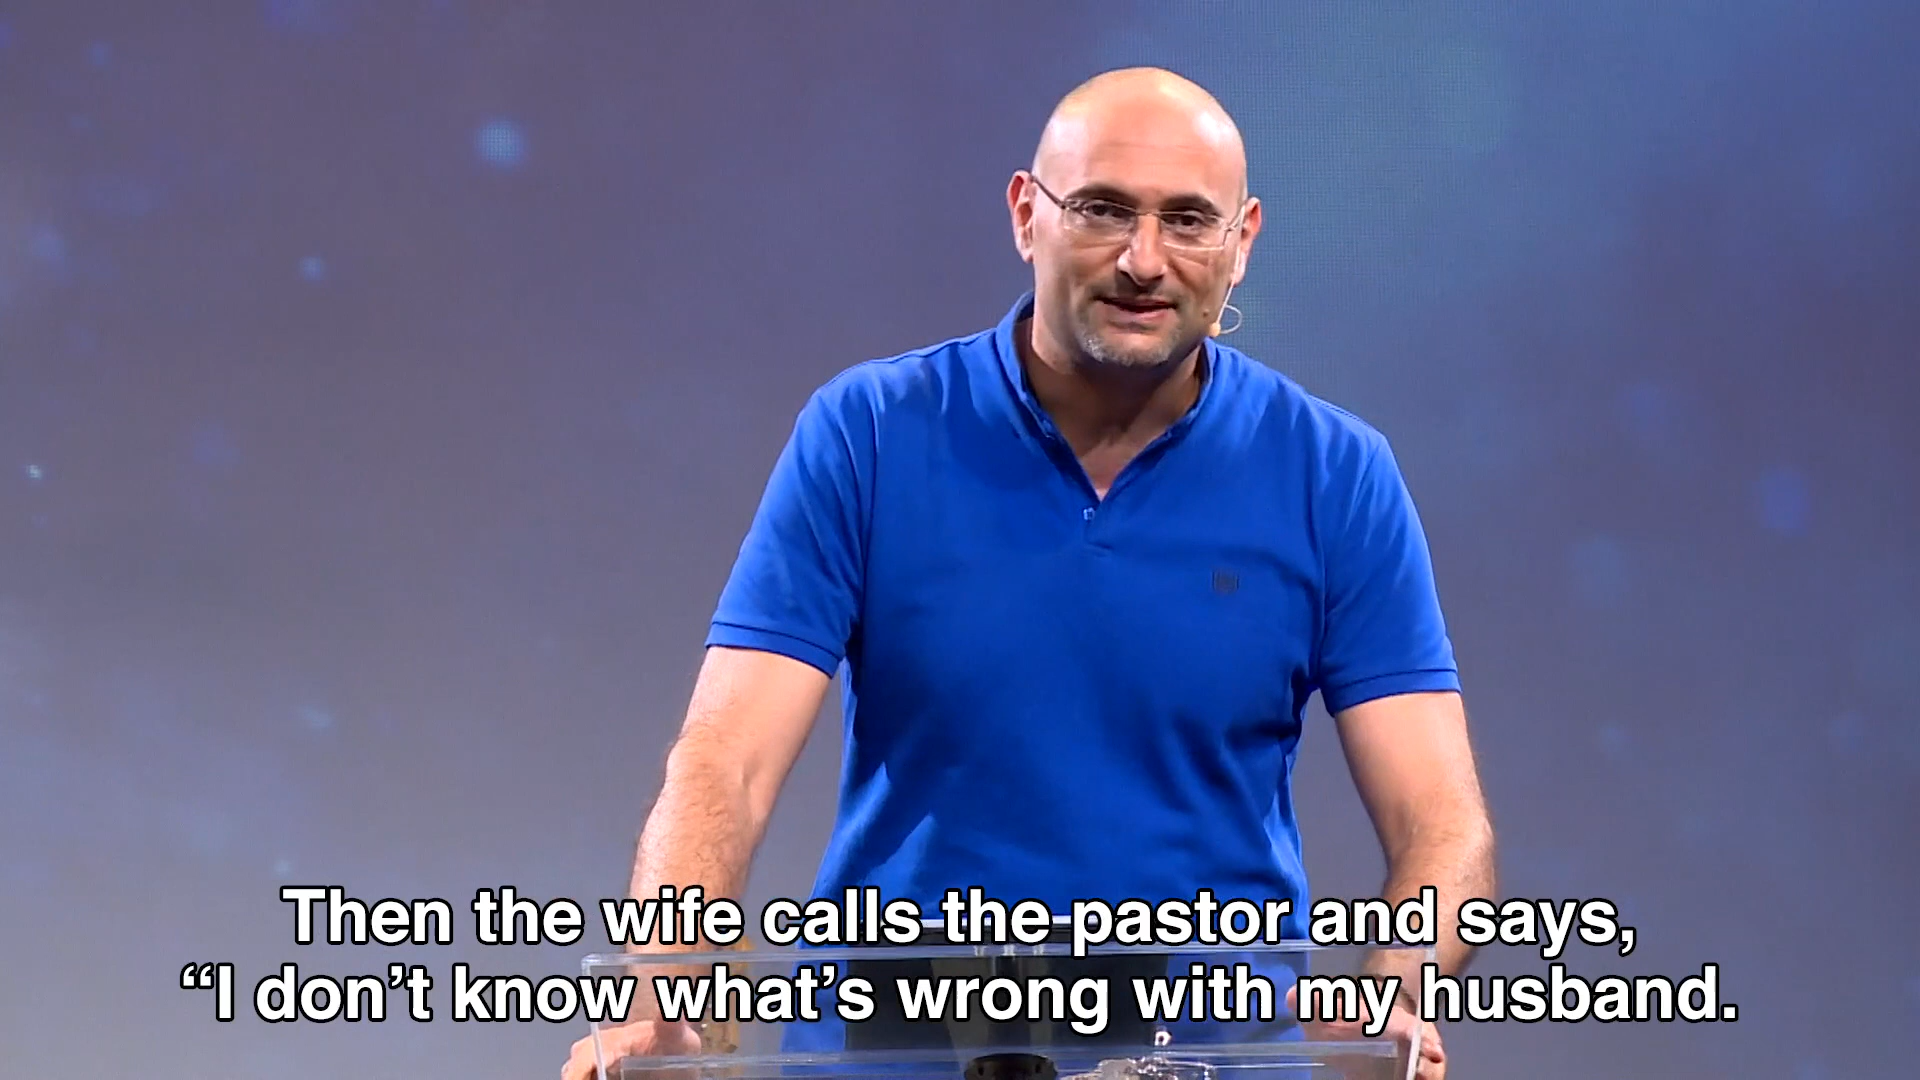 Then the wife calls the pastor and says,
“I don’t know what’s wrong with my husband.